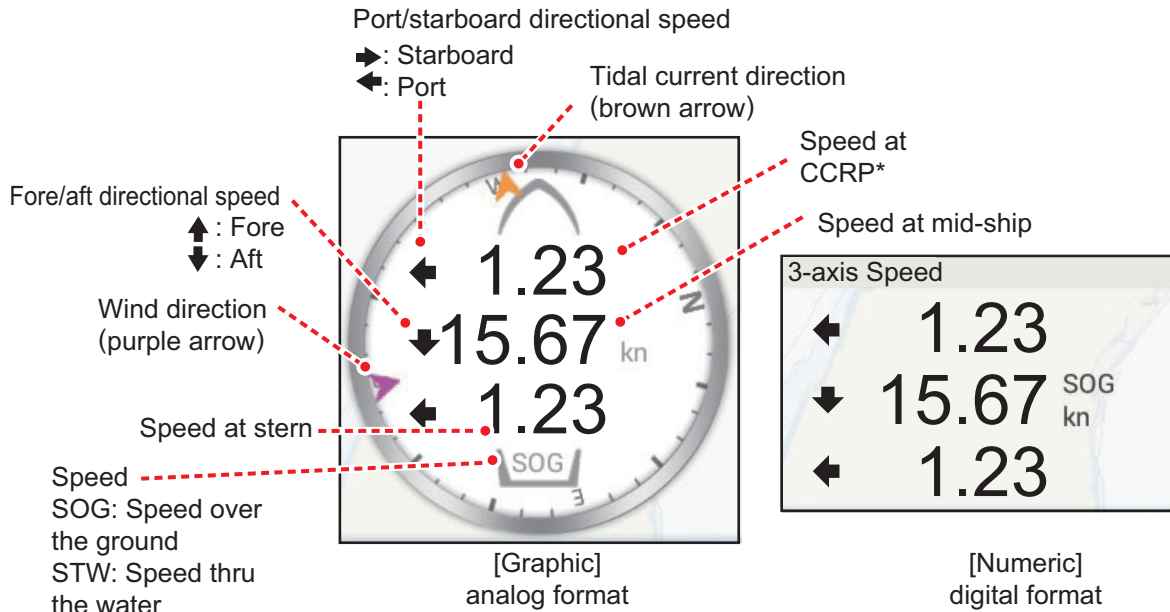 Port/starboard directional speed
: Starboard
: Port
Tidal current direction
(brown arrow)
Speed at
CCRP*
Fore/aft directional speed
: Fore
: Aft
Speed at mid-ship
Wind direction
(purple arrow)
Speed at stern
Speed
SOG: Speed over
the ground
STW: Speed thru
the water
W
1.23
N
15.67 kn
1.23
SOG
E
[Graphic]
analog format
3-axis Speed
1.23
15.67 SOG
kn
1.23
[Numeric]
digital format